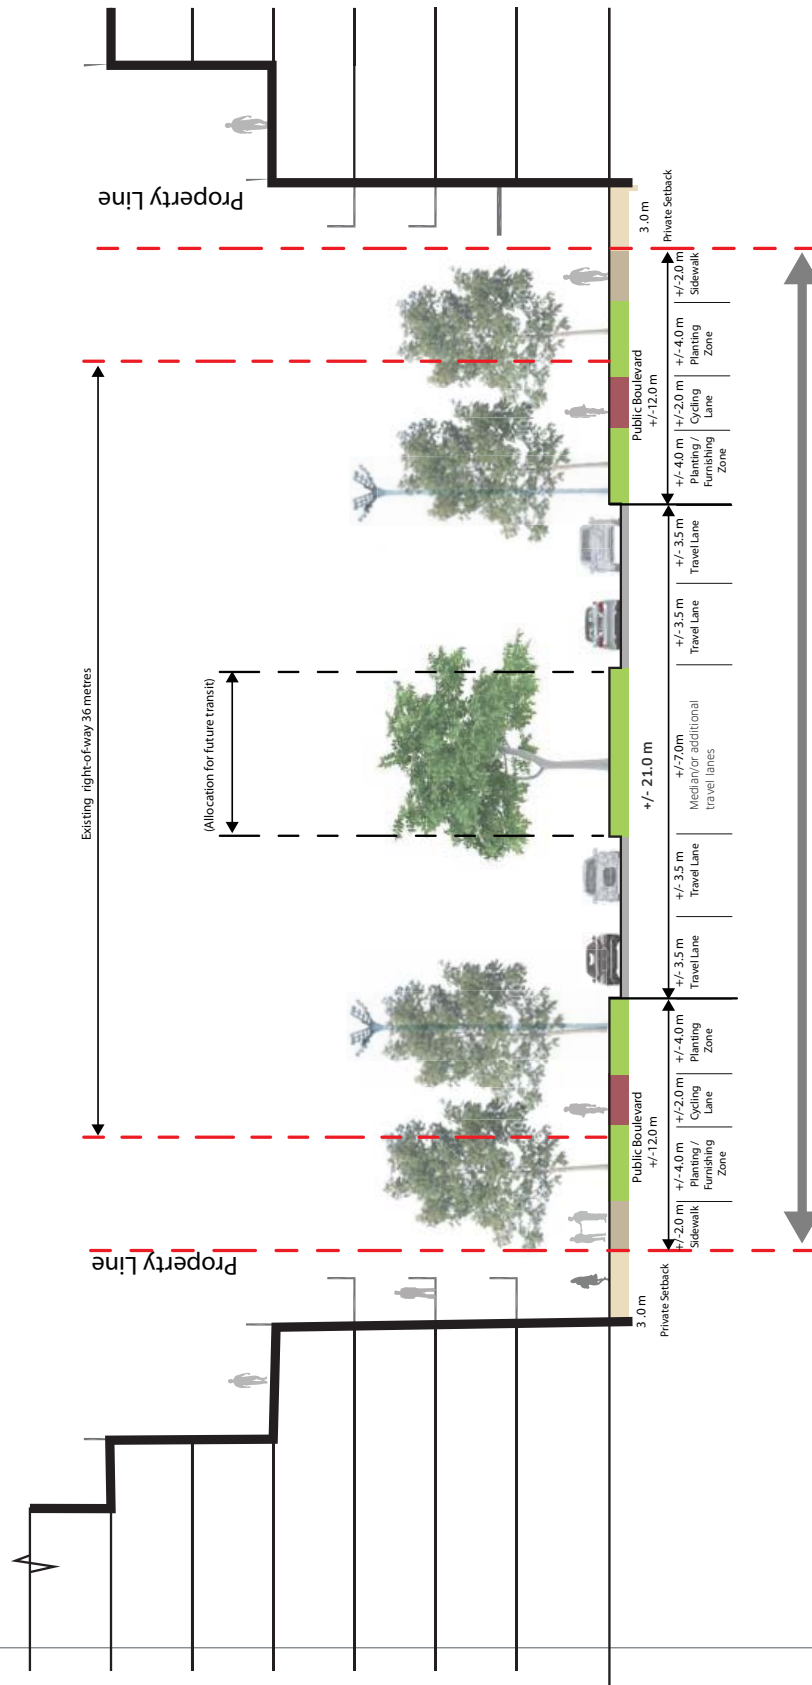 Property Line
Property Line
Existing right-of-way 36 metres
(Allocation for future transit)
3.0 m
Private Setback
Public Boulevard
+/-12.0 m
+/-2.0 m
Sidewalk
+/-4.0 m
Planting /
Furnishing
Zone
+/-2.0 m
Cycling
Lane
+/-4.0 m
Planting
Zone
+/- 21.0 m
+/- 3.5 m
Travel Lane
+/- 3.5 m
Travel Lane
+/-7.0m
Median/or additional
travel lanes
+/- 3.5 m
Travel Lane
+/- 3.5 m
Travel Lane
Public Boulevard
+/-12.0 m
+/- 4.0 m
Planting /
Furnishing
Zone
+/-2.0 m
Cycling
Lane
+/-4.0 m
Planting
Zone
+/-2.0 m
Sidewalk
3.0 m
Private Setback